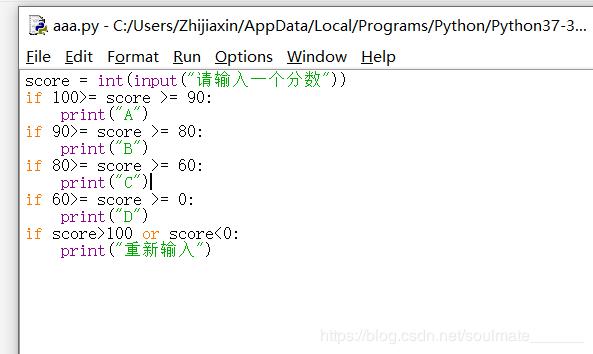 aaa.py - C:/Users/Zhijiaxin/AppData/Local/Programs/Python/Python37-3...
File Edit Format Run Options Window Help
score = int(input("请输入一个分数"))
if 100>= score >= 90:
    print("A")
if 90>= score >= 80:
    print("B")
if 80>= score >= 60:
    print("C")
if 60>= score >= 0:
    print("D")
if score>100 or score<0:
    print("重新输入")
https://blog.csdn.net/soulmate______